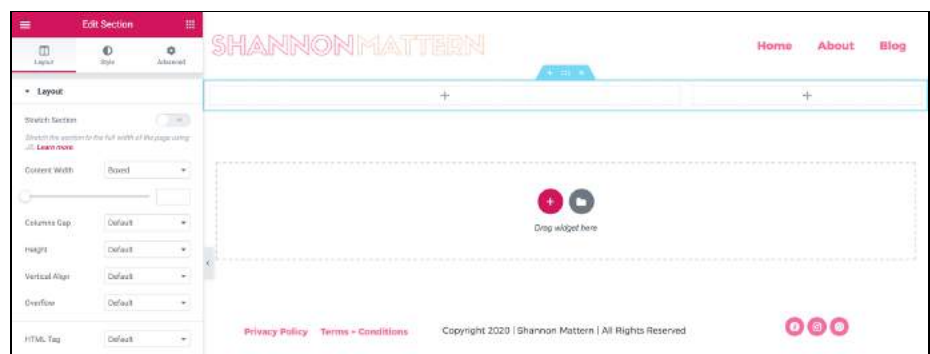 Edit Section
SHANNON MATTERN
Home About Blog
Layout Style Advanced
Layout
Stretch Section
Stretch the section to the full width of the page using
JS. Learn more.
Content Width Boxed
Columns Gap Default
Height Default
Vertical Align Default
Overflow Default
HTML Tag Default
Drag widget here
Privacy Policy Terms + Conditions Copyright 2020 | Shannon Mattern | All Rights Reserved